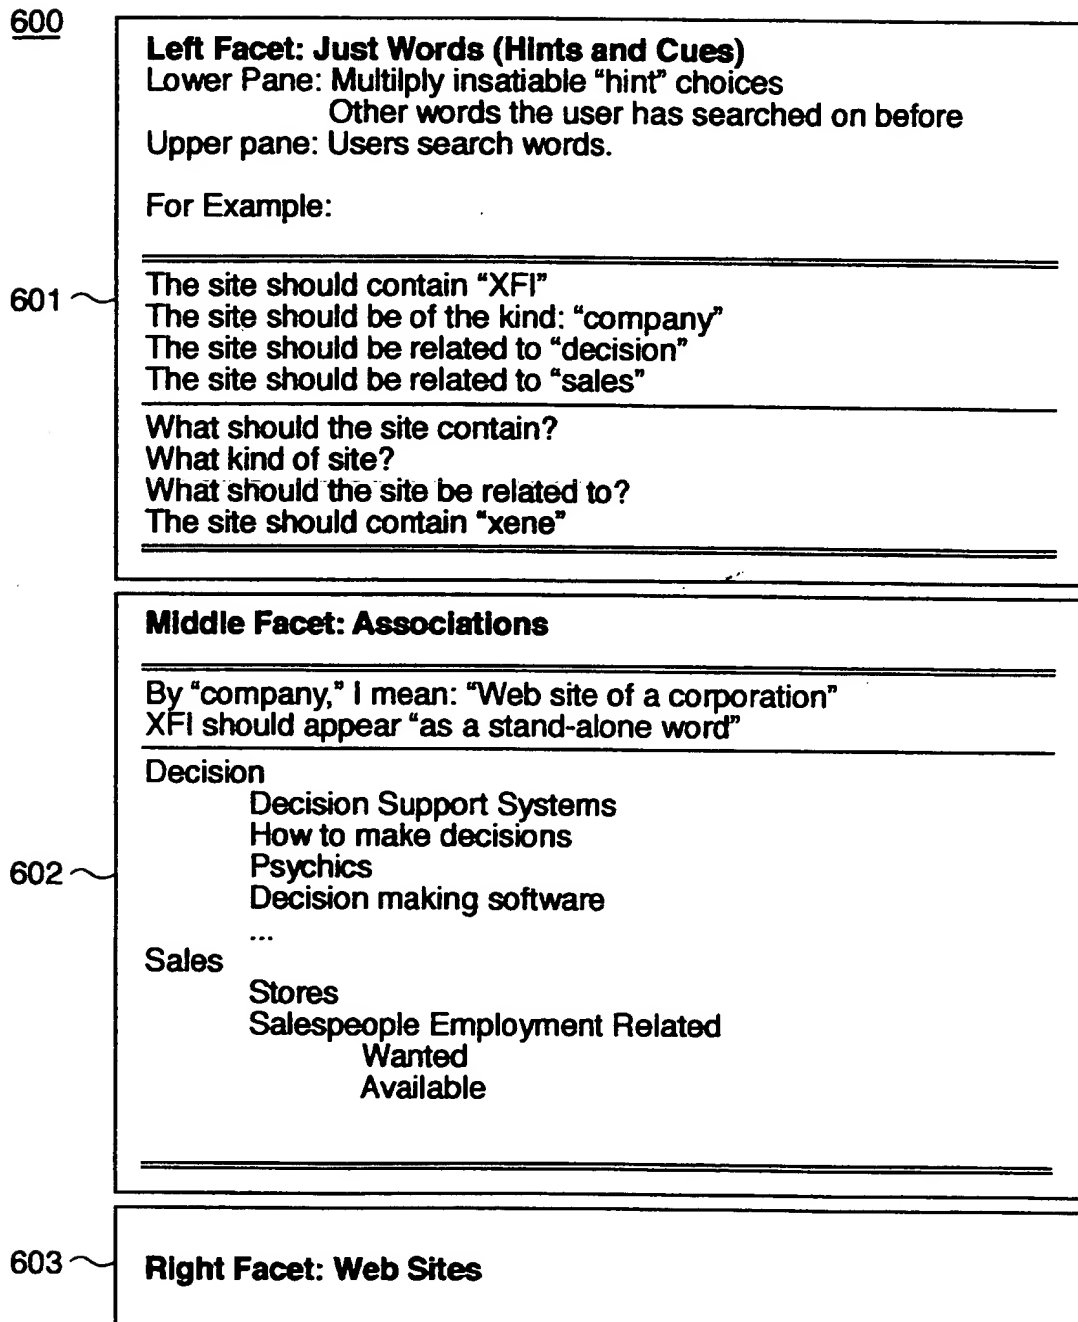 600
Left Facet: Just Words (Hints and Cues)
Lower Pane: Multilply insatiable “hint” choices
Other words the user has searched on before
Upper pane: Users search words.
For Example:
601
The site should contain “XFI”
The site should be of the kind: “company”
The site should be related to “decision”
The site should be related to “sales”
What should the site contain?
What kind of site?
What should the site be related to?
The site should contain “xene”
Middle Facet: Associations
By “company,” I mean: “Web site of a corporation”
XFI should appear “as a stand-alone word”
Decision
Decision Support Systems
How to make decisions
Psychics
602
Decision making software
...
Sales
Stores
Salespeople Employment Related
Wanted
Available
603
Right Facet: Web Sites